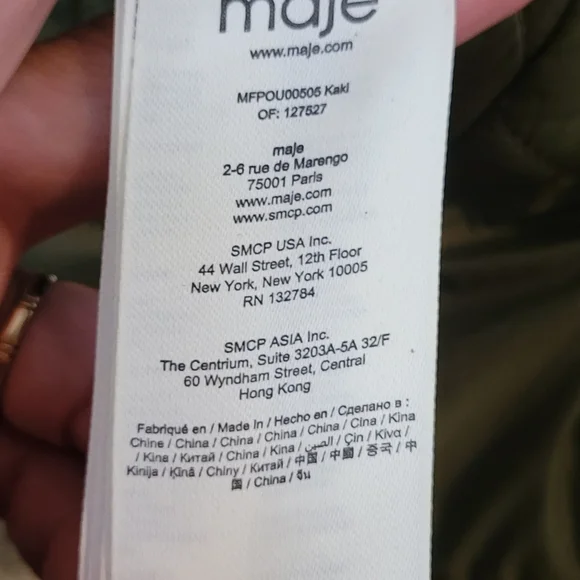 maje
www.maje.com
MFPOU00505 Kaki
OF: 127527
maje
2-6 rue de Marengo
75001 Paris
www.maje.com
www.smcp.com
SMCP USA Inc.
44 Wall Street, 12th Floor
New York, New York 10005
RN 132784
SMCP ASIA Inc.
The Centrium, Suite 3203A-5A 32/F
60 Wyndham Street, Central
Hong Kong
Fabriqué en / Made In / Hecho en / Сделано в :
Chine / China / China / China / China / Cina / Kina
/ Kina / Китай / China / Kina / الصين / Çin / Κίνα /
Kinija / Ķīnā / Chiny / Китай / 中国 / 中國 / 중국 / 中
国 / China / จีน